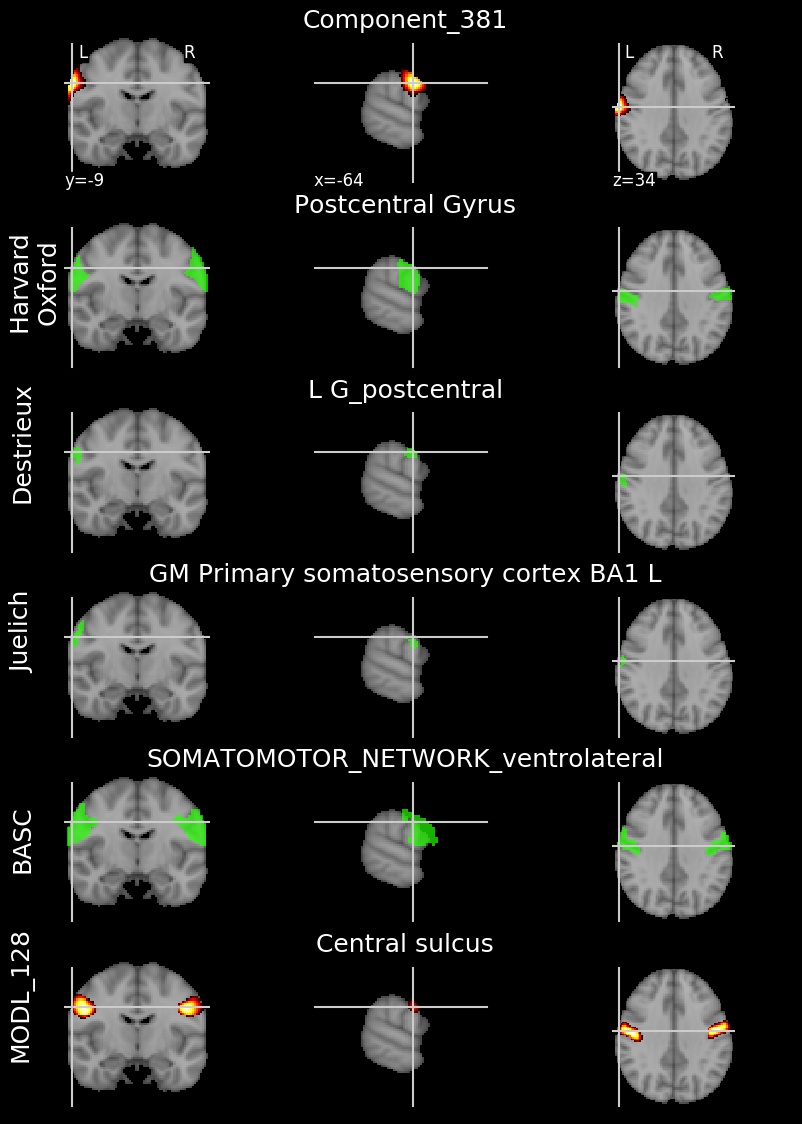 Component_381
L R
L R
y=-9
x=-64
z=34
Postcentral Gyrus
Harvard
Oxford
L G_postcentral
Destrieux
GM Primary somatosensory cortex BA1 L
Juelich
SOMATOMOTOR_NETWORK_ventrolateral
BASC
Central sulcus
MODL_128